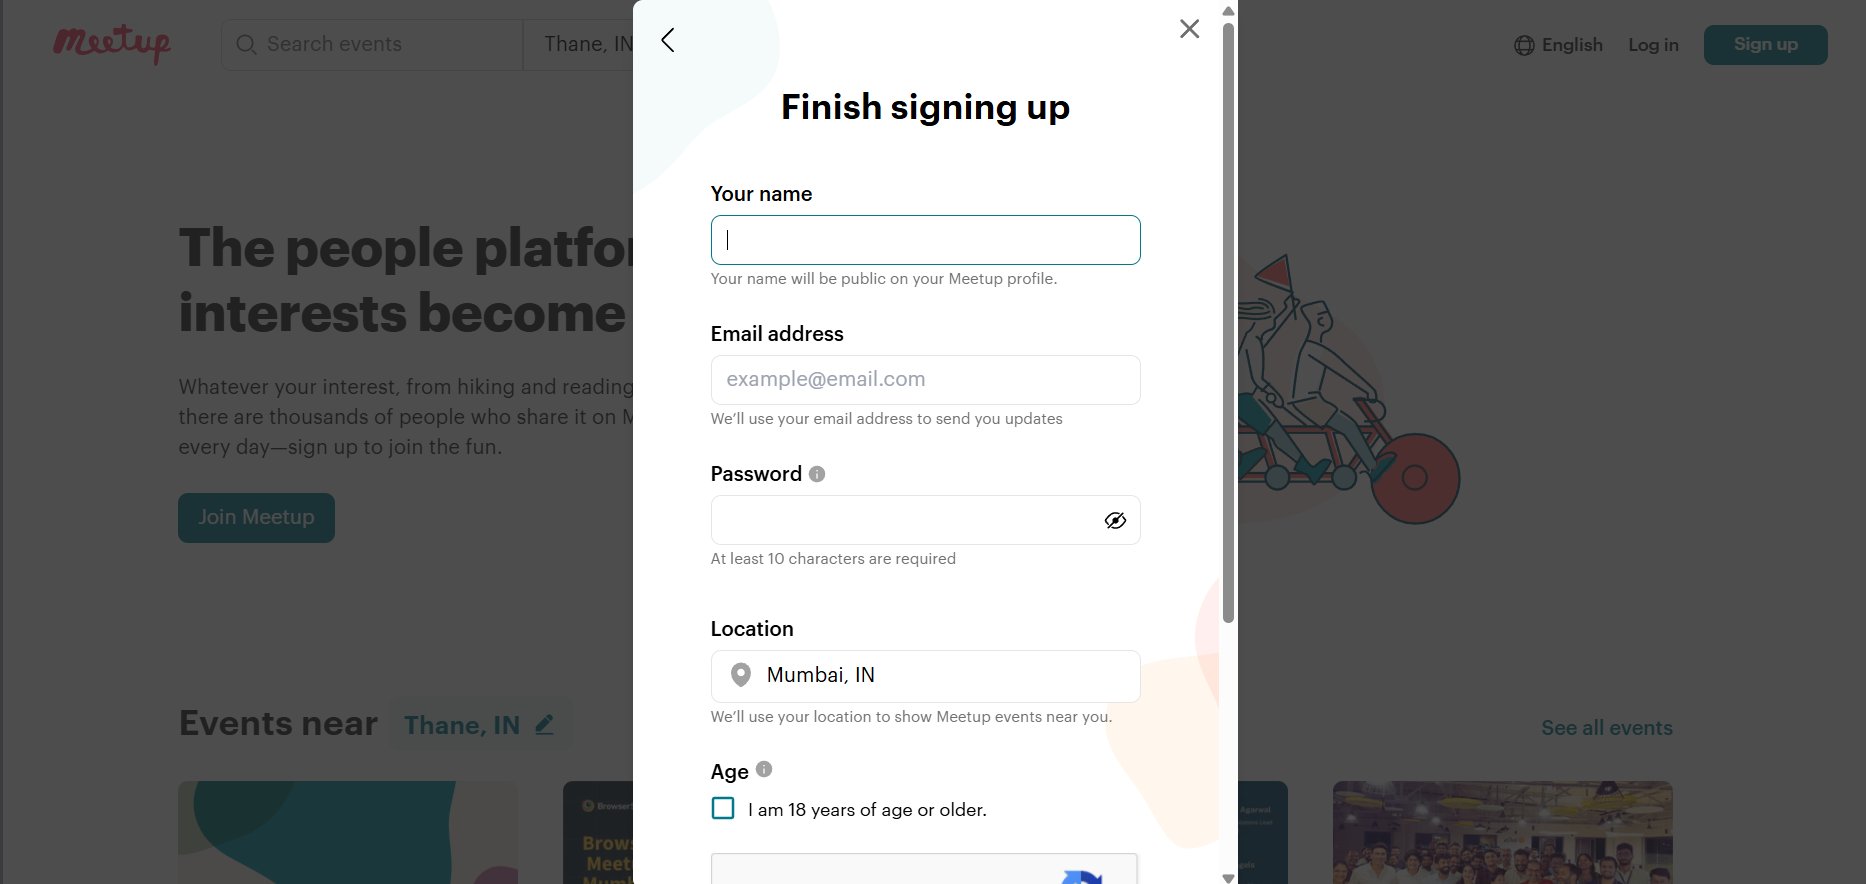 meetup
Search events
Thane, IN
English
Log in
Sign up
The people platfo
interests become
Whatever your interest, from hiking and reading
there are thousands of people who share it on M
every day—sign up to join the fun.
Join Meetup
Events near
Thane, IN
See all events
Finish signing up
Your name
Your name will be public on your Meetup profile.
Email address
example@email.com
We'll use your email address to send you updates
Password
At least 10 characters are required
Location
Mumbai, IN
We'll use your location to show Meetup events near you.
Age
I am 18 years of age or older.
Brows
Meet
Agarwal